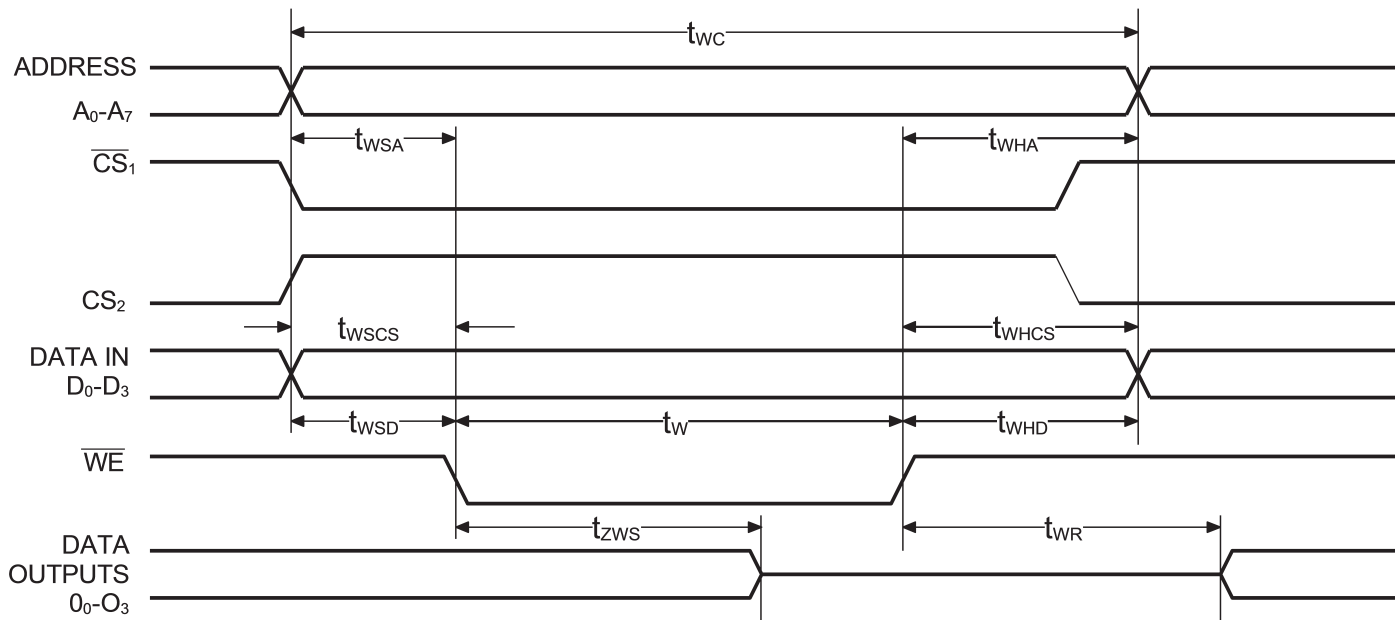 tWC
ADDRESS
A0-A7
tWSA
tWHA
CS1
CS2
tWSCS
tWHCS
DATA IN
D0-D3
tWSD
tW
tWHD
WE
tZWS
tWR
DATA
OUTPUTS
00-O3